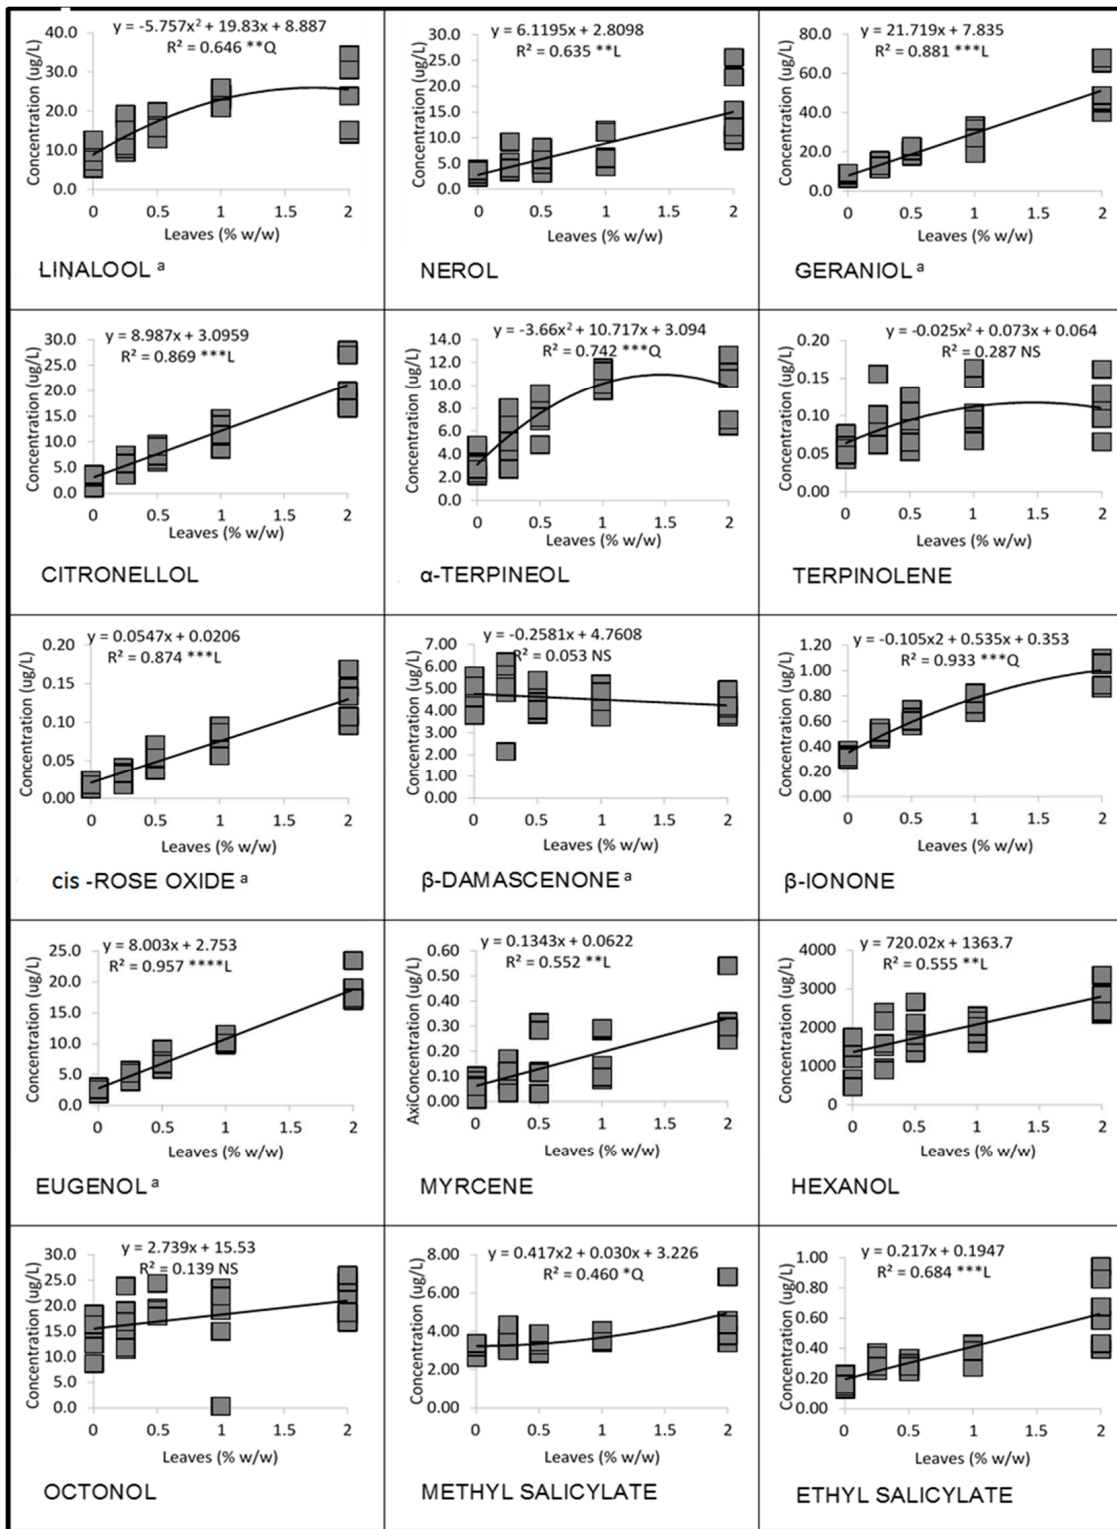 y = -5.757x² + 19.83x + 8.887
R² = 0.646 **Q
Concentration (ug/L)
40.0
30.0
20.0
10.0
0.0
0 0.5 1 1.5 2
Leaves (% w/w)
LINALOOL ᵃ
y = 6.1195x + 2.8098
R² = 0.635 **L
Concentration (ug/L)
30.0
25.0
20.0
15.0
10.0
5.0
0.0
0 0.5 1 1.5 2
Leaves (% w/w)
NEROL
y = 21.719x + 7.835
R² = 0.881 ***L
Concentration (ug/L)
80.0
60.0
40.0
20.0
0.0
0 0.5 1 1.5 2
Leaves (% w/w)
GERANIOL ᵃ
y = 8.987x + 3.0959
R² = 0.869 ***L
Concentration (ug/L)
30.0
25.0
20.0
15.0
10.0
5.0
0.0
0 0.5 1 1.5 2
Leaves (% w/w)
CITRONELLOL
y = -3.66x² + 10.717x + 3.094
R² = 0.742 ***Q
Concentration (ug/L)
14.0
12.0
10.0
8.0
6.0
4.0
2.0
0.0
0 0.5 1 1.5 2
Leaves (% w/w)
α-TERPINEOL
y = -0.025x² + 0.073x + 0.064
R² = 0.287 NS
Concentration (ug/L)
0.20
0.15
0.10
0.05
0.00
0 0.5 1 1.5 2
Leaves (% w/w)
TERPINOLENE
y = 0.0547x + 0.0206
R² = 0.874 ***L
Concentration (ug/L)
0.20
0.15
0.10
0.05
0.00
0 0.5 1 1.5 2
Leaves (% w/w)
cis -ROSE OXIDE ᵃ
y = -0.2581x + 4.7608
R² = 0.053 NS
Concentration (ug/L)
7.00
6.00
5.00
4.00
3.00
2.00
1.00
0.00
0 0.5 1 1.5 2
Leaves (% w/w)
β-DAMASCENONE ᵃ
y = -0.105x2 + 0.535x + 0.353
R² = 0.933 ***Q
Concentration (ug/L)
1.20
1.00
0.80
0.60
0.40
0.20
0.00
0 0.5 1 1.5 2
Leaves (% w/w)
β-IONONE
y = 8.003x + 2.753
R² = 0.957 ****L
Concentration (ug/L)
25.0
20.0
15.0
10.0
5.0
0.0
0 0.5 1 1.5 2
Leaves (% w/w)
EUGENOL ᵃ
y = 0.1343x + 0.0622
R² = 0.552 **L
AxiConcentration (ug/L)
0.60
0.50
0.40
0.30
0.20
0.10
0.00
0 0.5 1 1.5 2
Leaves (% w/w)
MYRCENE
y = 720.02x + 1363.7
R² = 0.555 **L
Concentration (ug/L)
4000
3000
2000
1000
0
0 0.5 1 1.5 2
Leaves (% w/w)
HEXANOL
y = 2.739x + 15.53
R² = 0.139 NS
Concentration (ug/L)
30.0
25.0
20.0
15.0
10.0
5.0
0.0
0 0.5 1 1.5 2
Leaves (% w/w)
OCTONOL
y = 0.417x2 + 0.030x + 3.226
R² = 0.460 *Q
Concentration (ug/L)
8.00
6.00
4.00
2.00
0.00
0 0.5 1 1.5 2
Leaves (% w/w)
METHYL SALICYLATE
y = 0.217x + 0.1947
R² = 0.684 ***L
Concentration (ug/L)
1.00
0.80
0.60
0.40
0.20
0.00
0 0.5 1 1.5 2
Leaves (% w/w)
ETHYL SALICYLATE